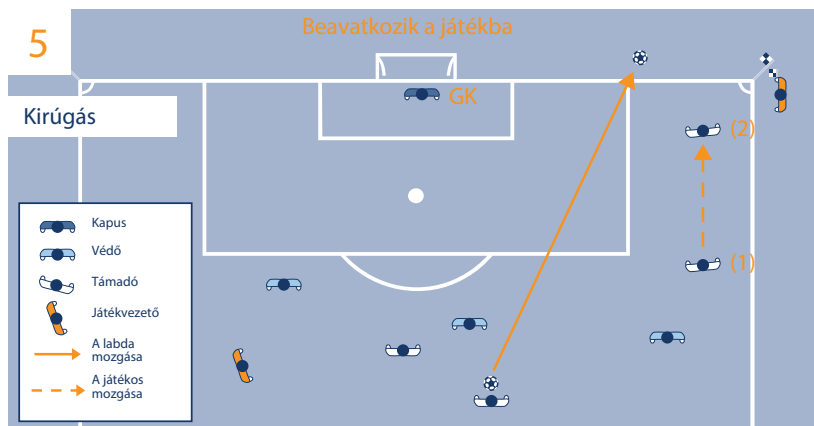 5
Beavatkozik a játékba
GK
Kirúgás
(2)
(1)
Kapus
Védő
Támadó
Játékvezető
A labda
mozgása
A játékos
mozgása